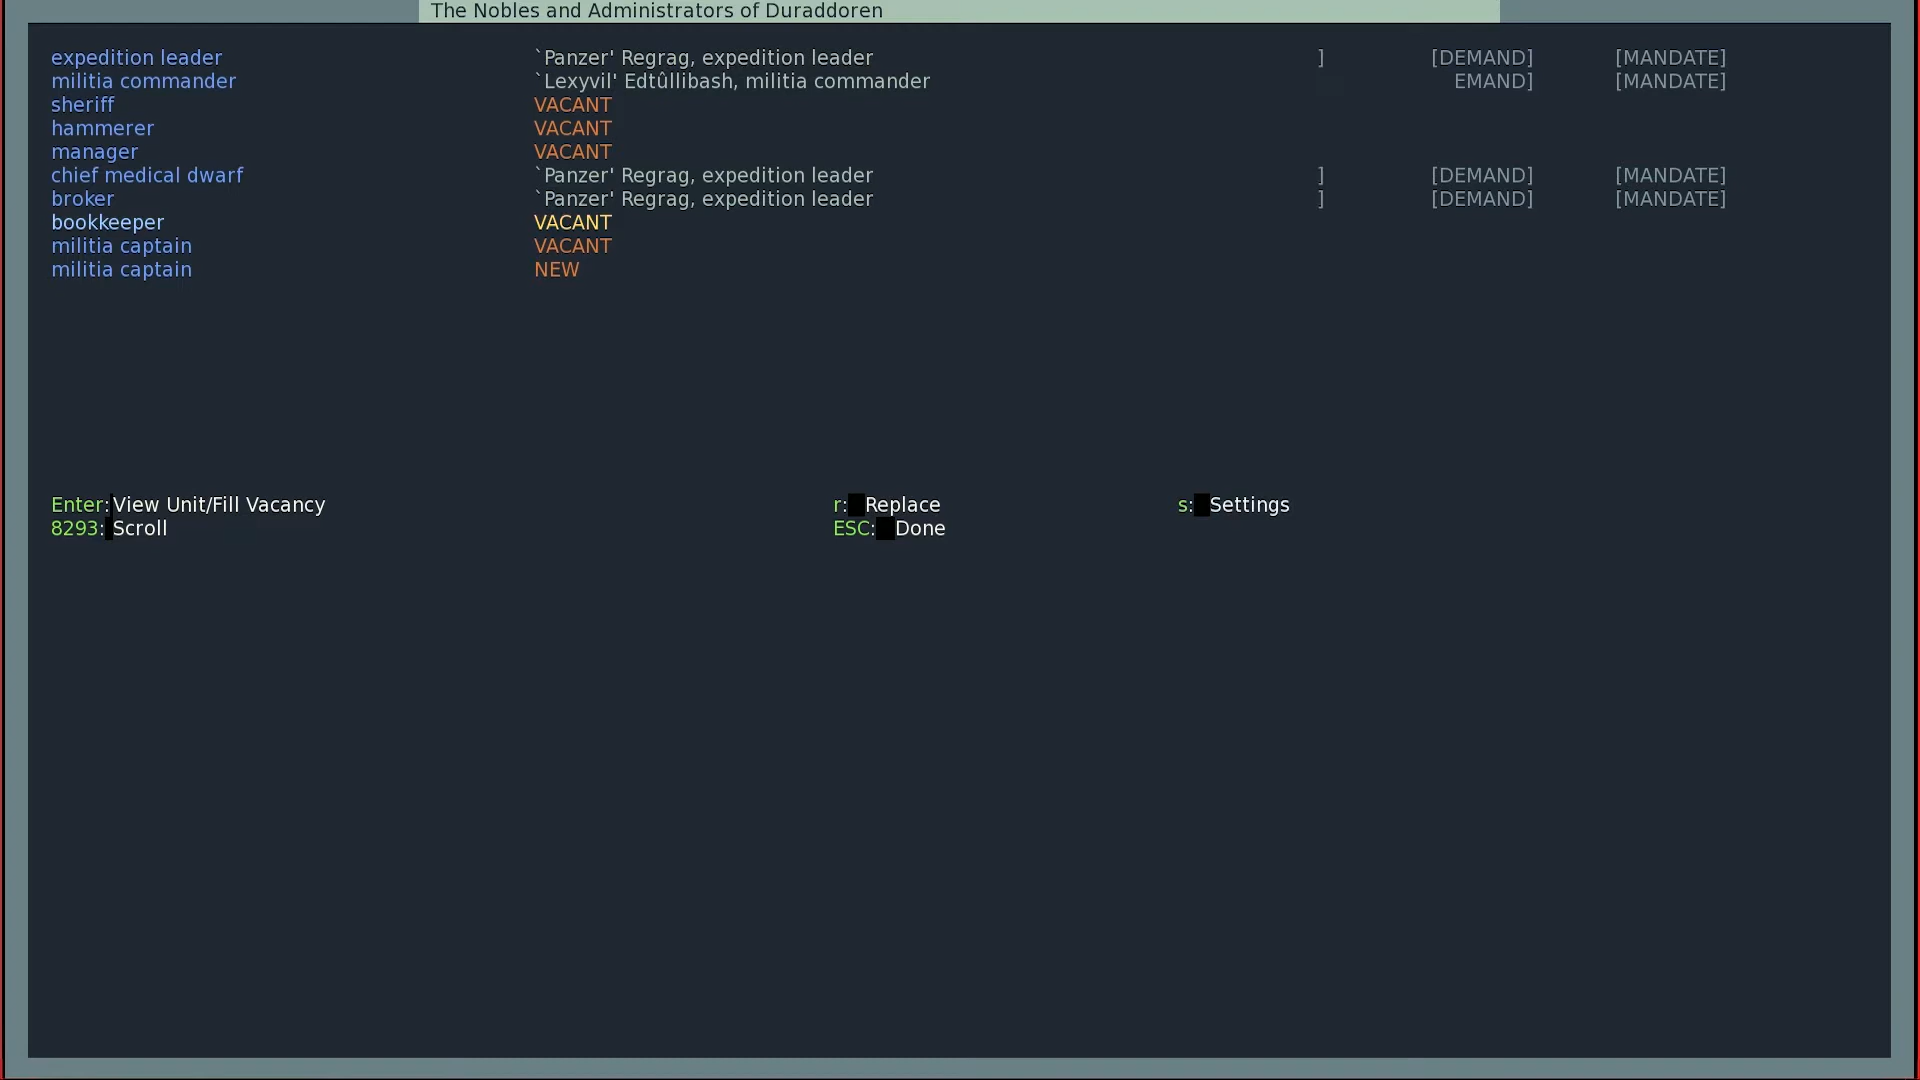 The Nobles and Administrators of Duraddoren
expedition leader `Panzer' Regrag, expedition leader ] [DEMAND] [MANDATE]
militia commander `Lexyvil' Edtûllibash, militia commander EMAND] [MANDATE]
sheriff VACANT
hammerer VACANT
manager VACANT
chief medical dwarf `Panzer' Regrag, expedition leader ] [DEMAND] [MANDATE]
broker `Panzer' Regrag, expedition leader ] [DEMAND] [MANDATE]
bookkeeper VACANT
militia captain VACANT
militia captain NEW
Enter: View Unit/Fill Vacancy r: Replace s: Settings
8293: Scroll ESC: Done